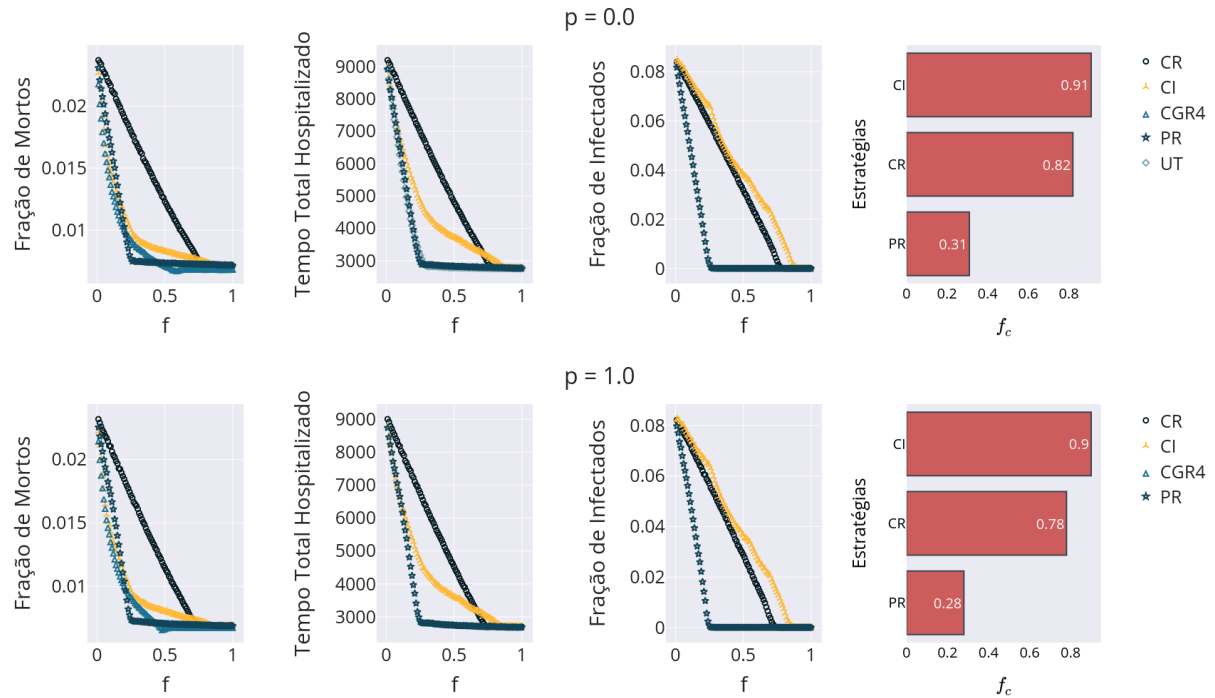 p = 0.0
Fração de Mortos
0.02
0.015
0.01
0
0.5
1
f
Tempo Total Hospitalizado
9000
8000
7000
6000
5000
4000
3000
0
0.5
1
f
Fração de Infectados
0.08
0.06
0.04
0.02
0
0
0.5
1
f
Estratégias
CI
0.91
CR
0.82
PR
0.31
0
0.2
0.4
0.6
0.8
fc
CR
CI
CGR4
PR
UT
p = 1.0
Fração de Mortos
0.02
0.015
0.01
0
0.5
1
f
Tempo Total Hospitalizado
9000
8000
7000
6000
5000
4000
3000
0
0.5
1
f
Fração de Infectados
0.08
0.06
0.04
0.02
0
0
0.5
1
f
Estratégias
CI
0.9
CR
0.78
PR
0.28
0
0.2
0.4
0.6
0.8
fc
CR
CI
CGR4
PR